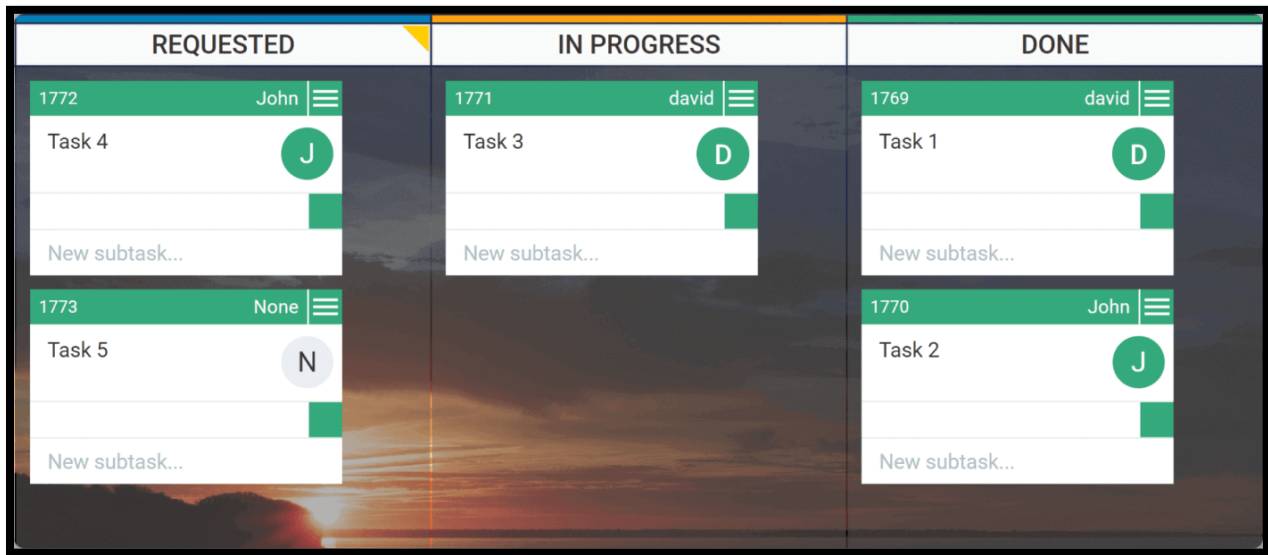 REQUESTED
1772 John
Task 4
J
New subtask...
1773 None
Task 5
N
New subtask...
IN PROGRESS
1771 david
Task 3
D
New subtask...
DONE
1769 david
Task 1
D
New subtask...
1770 John
Task 2
J
New subtask...